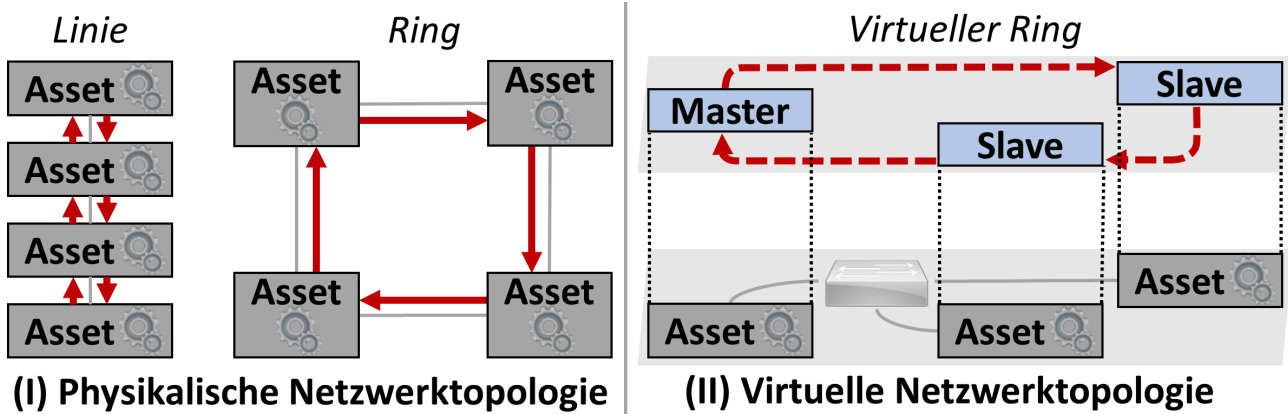 Linie
Asset
Asset
Asset
Asset
Ring
Asset
Asset
Asset
Asset
(I) Physikalische Netzwerktopologie
Virtueller Ring
Master
Slave
Slave
Asset
Asset
Asset
(II) Virtuelle Netzwerktopologie